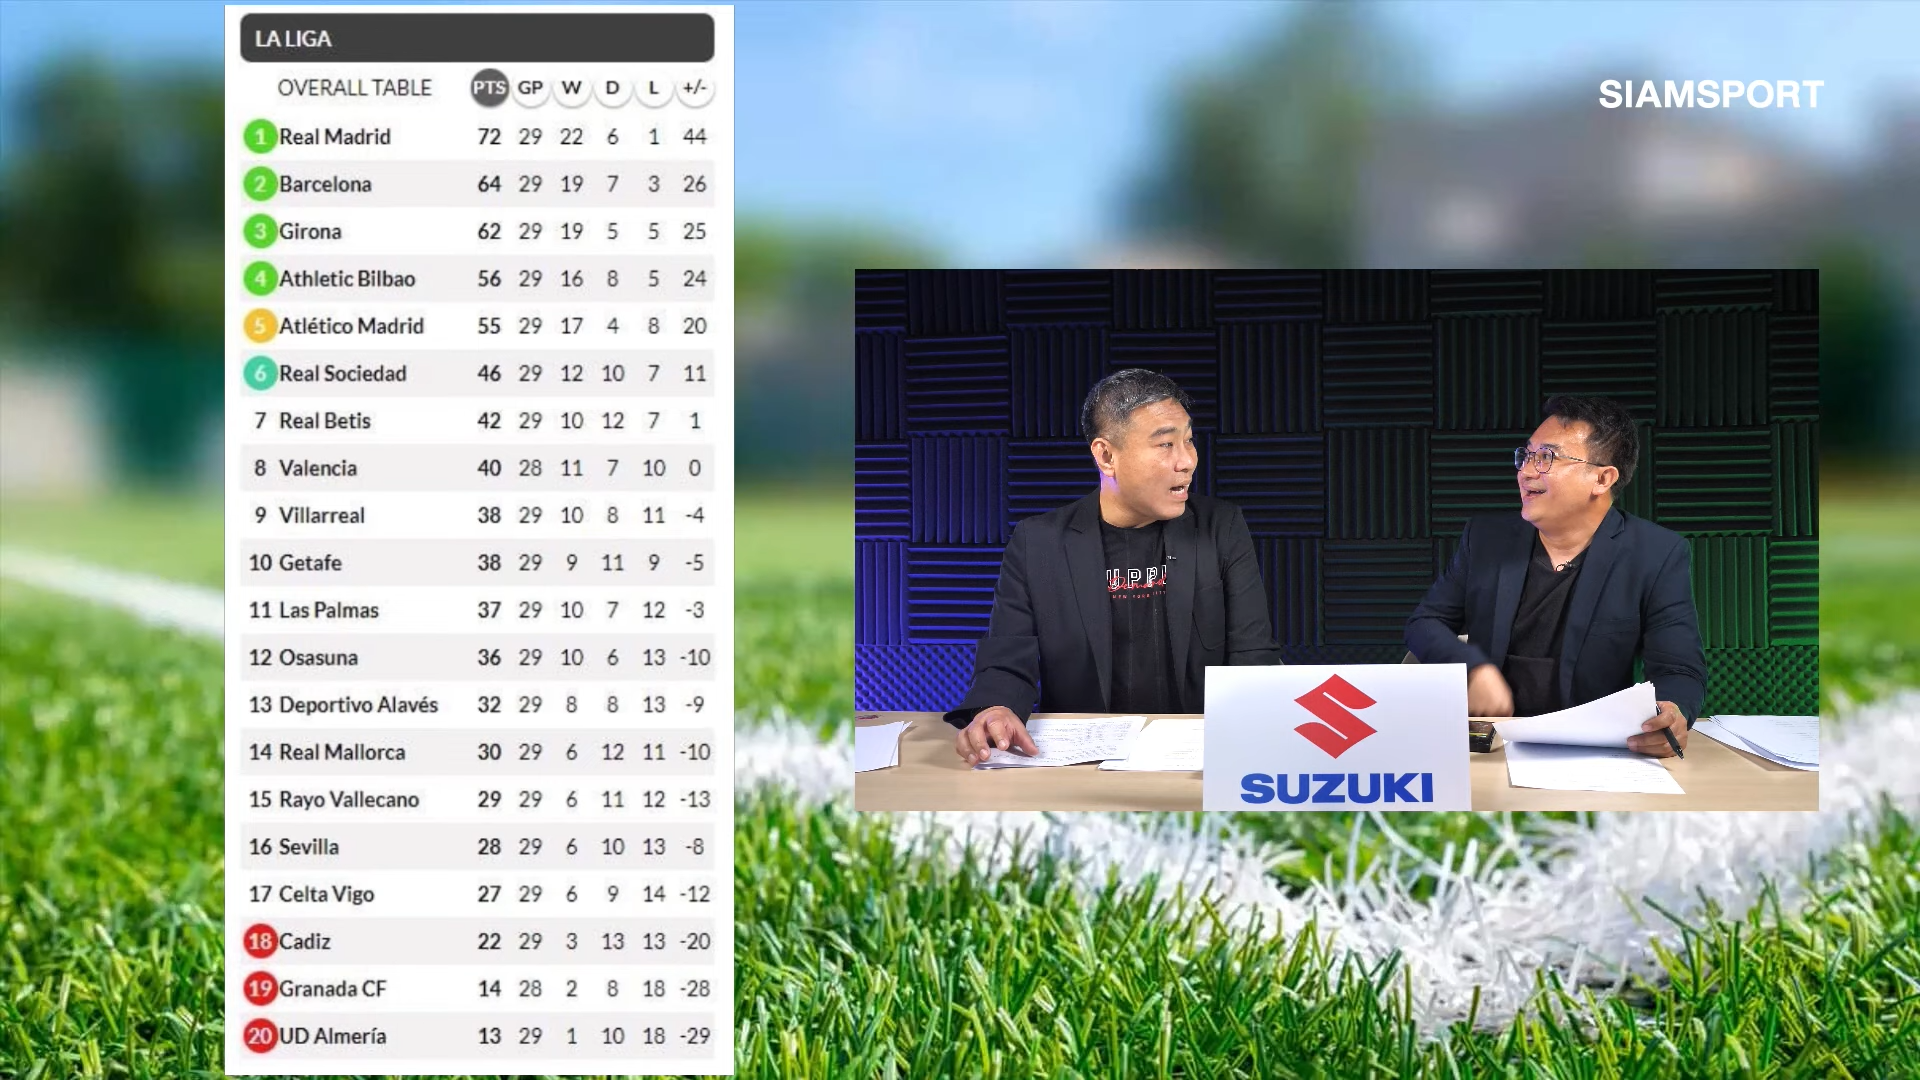 LA LIGA
OVERALL TABLE PTS GP W D L +/-
1 Real Madrid 72 29 22 6 1 44
2 Barcelona 64 29 19 7 3 26
3 Girona 62 29 19 5 5 25
4 Athletic Bilbao 56 29 16 8 5 24
5 Atlético Madrid 55 29 17 4 8 20
6 Real Sociedad 46 29 12 10 7 11
7 Real Betis 42 29 10 12 7 1
8 Valencia 40 28 11 7 10 0
9 Villarreal 38 29 10 8 11 -4
10 Getafe 38 29 9 11 9 -5
11 Las Palmas 37 29 10 7 12 -3
12 Osasuna 36 29 10 6 13 -10
13 Deportivo Alavés 32 29 8 8 13 -9
14 Real Mallorca 30 29 6 12 11 -10
15 Rayo Vallecano 29 29 6 11 12 -13
16 Sevilla 28 29 6 10 13 -8
17 Celta Vigo 27 29 6 9 14 -12
18 Cadiz 22 29 3 13 13 -20
19 Granada CF 14 28 2 8 18 -28
20 UD Almería 13 29 1 10 18 -29
SIAMSPORT
SUZUKI